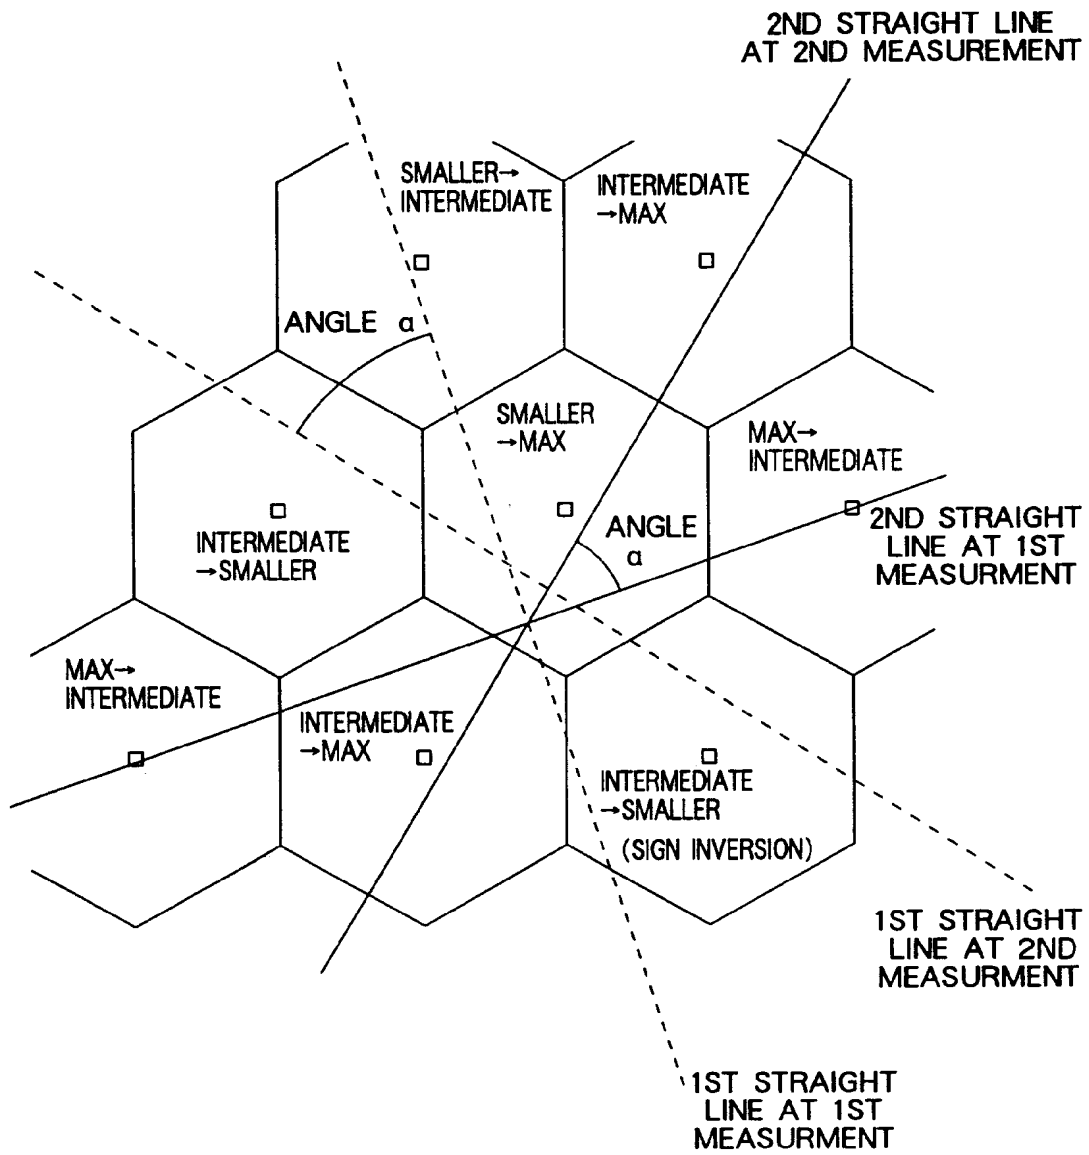 2ND STRAIGHT LINE
AT 2ND MEASUREMENT
SMALLER→
INTERMEDIATE
INTERMEDIATE
→MAX
ANGLE α
SMALLER
→MAX
MAX→
INTERMEDIATE
INTERMEDIATE
→SMALLER
ANGLE
α
2ND STRAIGHT
LINE AT 1ST
MEASURMENT
MAX→
INTERMEDIATE
INTERMEDIATE
→MAX
INTERMEDIATE
→SMALLER
(SIGN INVERSION)
1ST STRAIGHT
LINE AT 2ND
MEASURMENT
1ST STRAIGHT
LINE AT 1ST
MEASURMENT